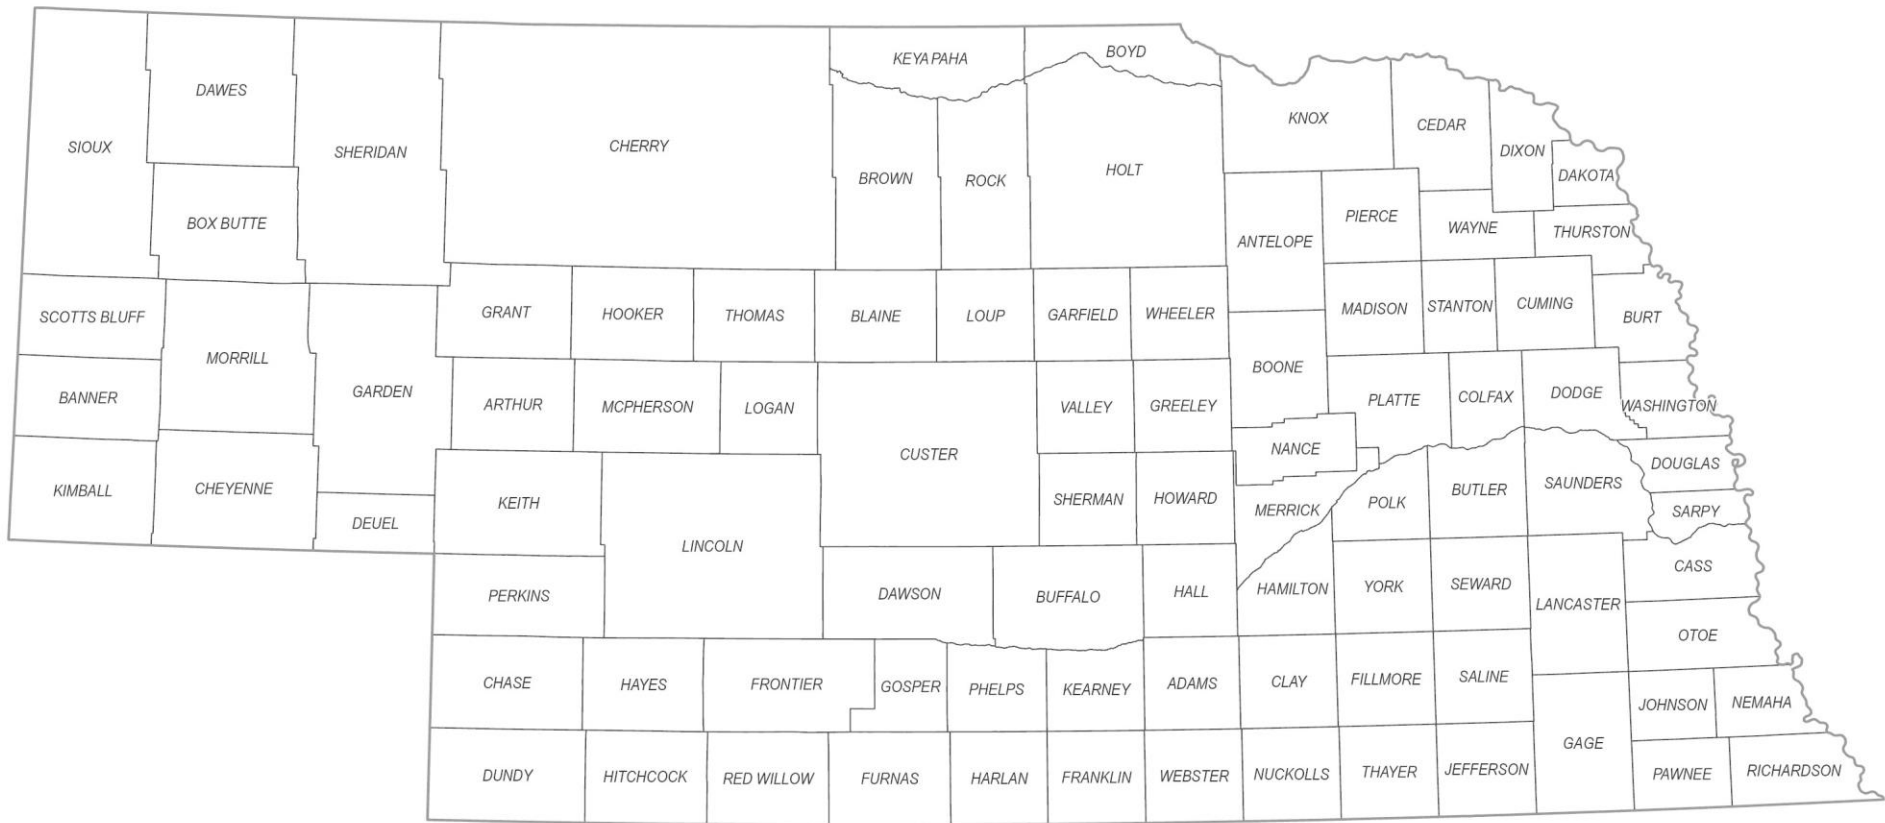 KEYA PAHA
BOYD
DAWES
SIOUX
SHERIDAN
CHERRY
KNOX
CEDAR
DIXON
BROWN
ROCK
HOLT
DAKOTA
BOX BUTTE
PIERCE
WAYNE
THURSTON
ANTELOPE
SCOTTS BLUFF
GRANT
HOOKER
THOMAS
BLAINE
LOUP
GARFIELD
WHEELER
MADISON
STANTON
CUMING
BURT
MORRILL
BOONE
BANNER
GARDEN
ARTHUR
MCPHERSON
LOGAN
VALLEY
GREELEY
PLATTE
COLFAX
DODGE
WASHINGTON
CUSTER
NANCE
KIMBALL
CHEYENNE
KEITH
SHERMAN
HOWARD
MERRICK
POLK
BUTLER
SAUNDERS
DOUGLAS
SARPY
DEUEL
LINCOLN
PERKINS
DAWSON
BUFFALO
HALL
HAMILTON
YORK
SEWARD
LANCASTER
CASS
OTOE
CHASE
HAYES
FRONTIER
GOSPER
PHELPS
KEARNEY
ADAMS
CLAY
FILLMORE
SALINE
JOHNSON
NEMAHA
GAGE
DUNDY
HITCHCOCK
RED WILLOW
FURNAS
HARLAN
FRANKLIN
WEBSTER
NUCKOLLS
THAYER
JEFFERSON
PAWNEE
RICHARDSON